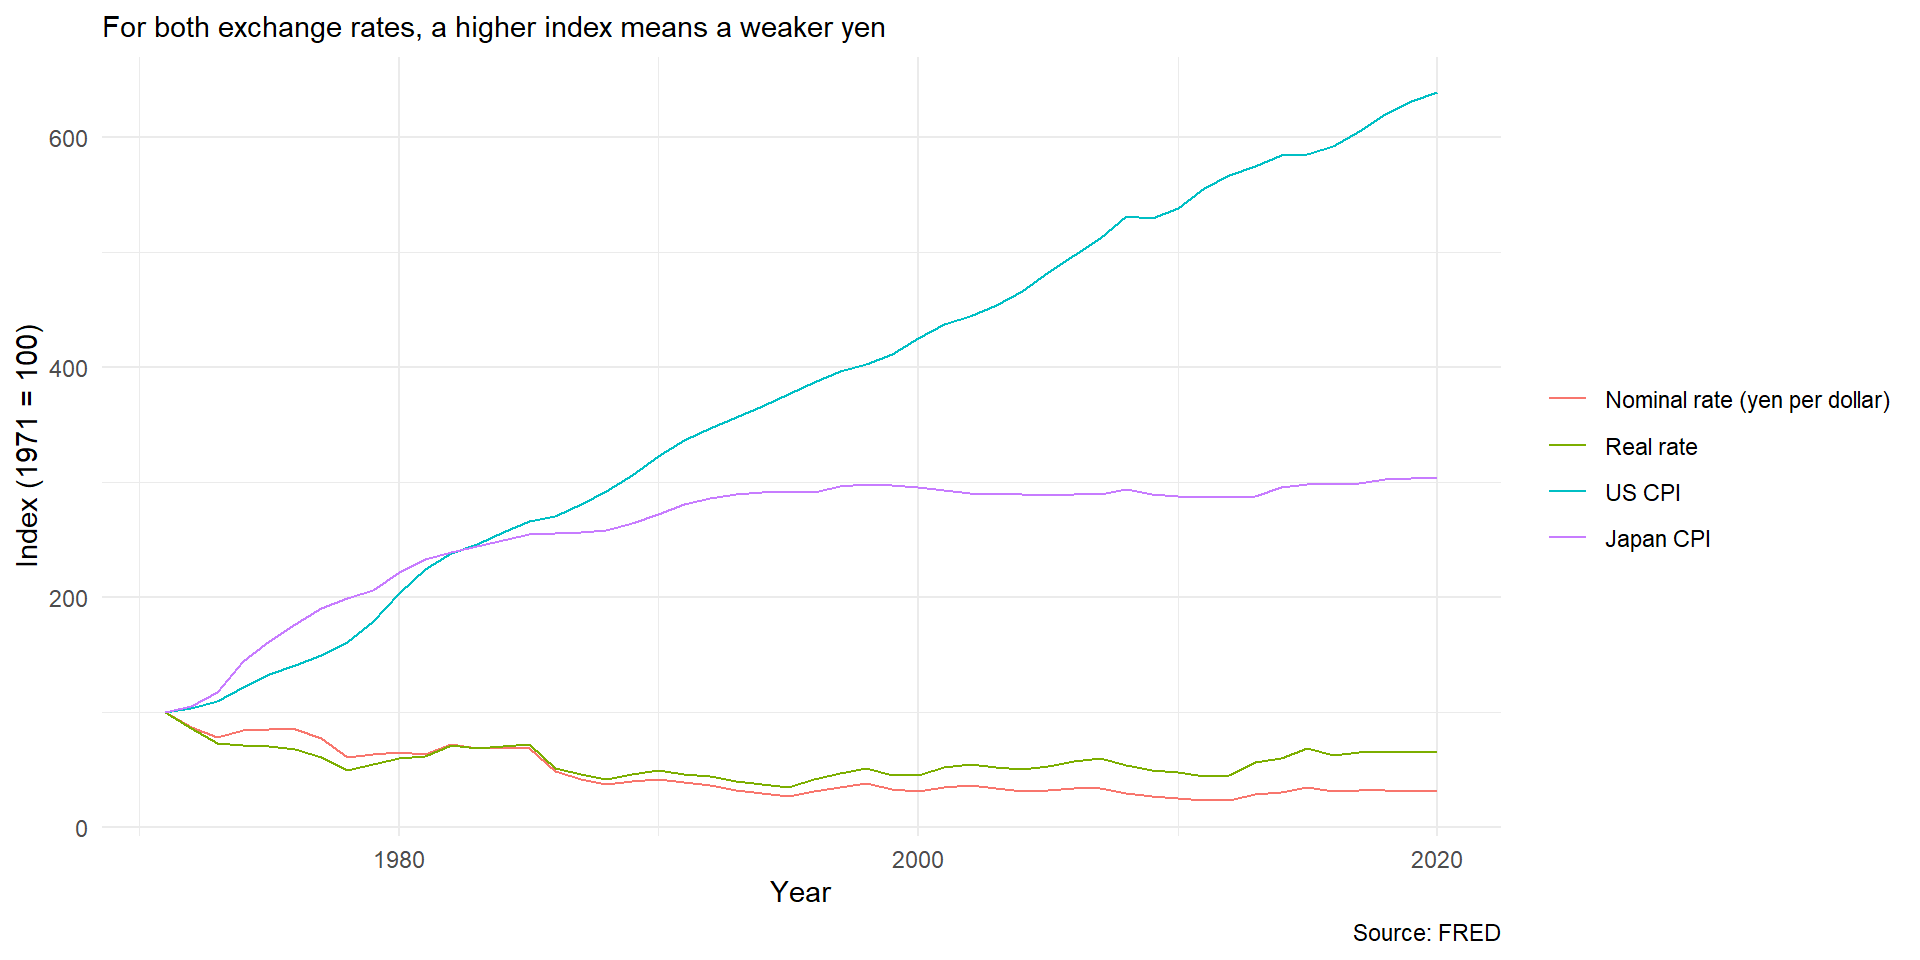 For both exchange rates, a higher index means a weaker yen
Index (1971 = 100)
600
400
200
0
1980
2000
2020
Year
Nominal rate (yen per dollar)
Real rate
US CPI
Japan CPI
Source: FRED